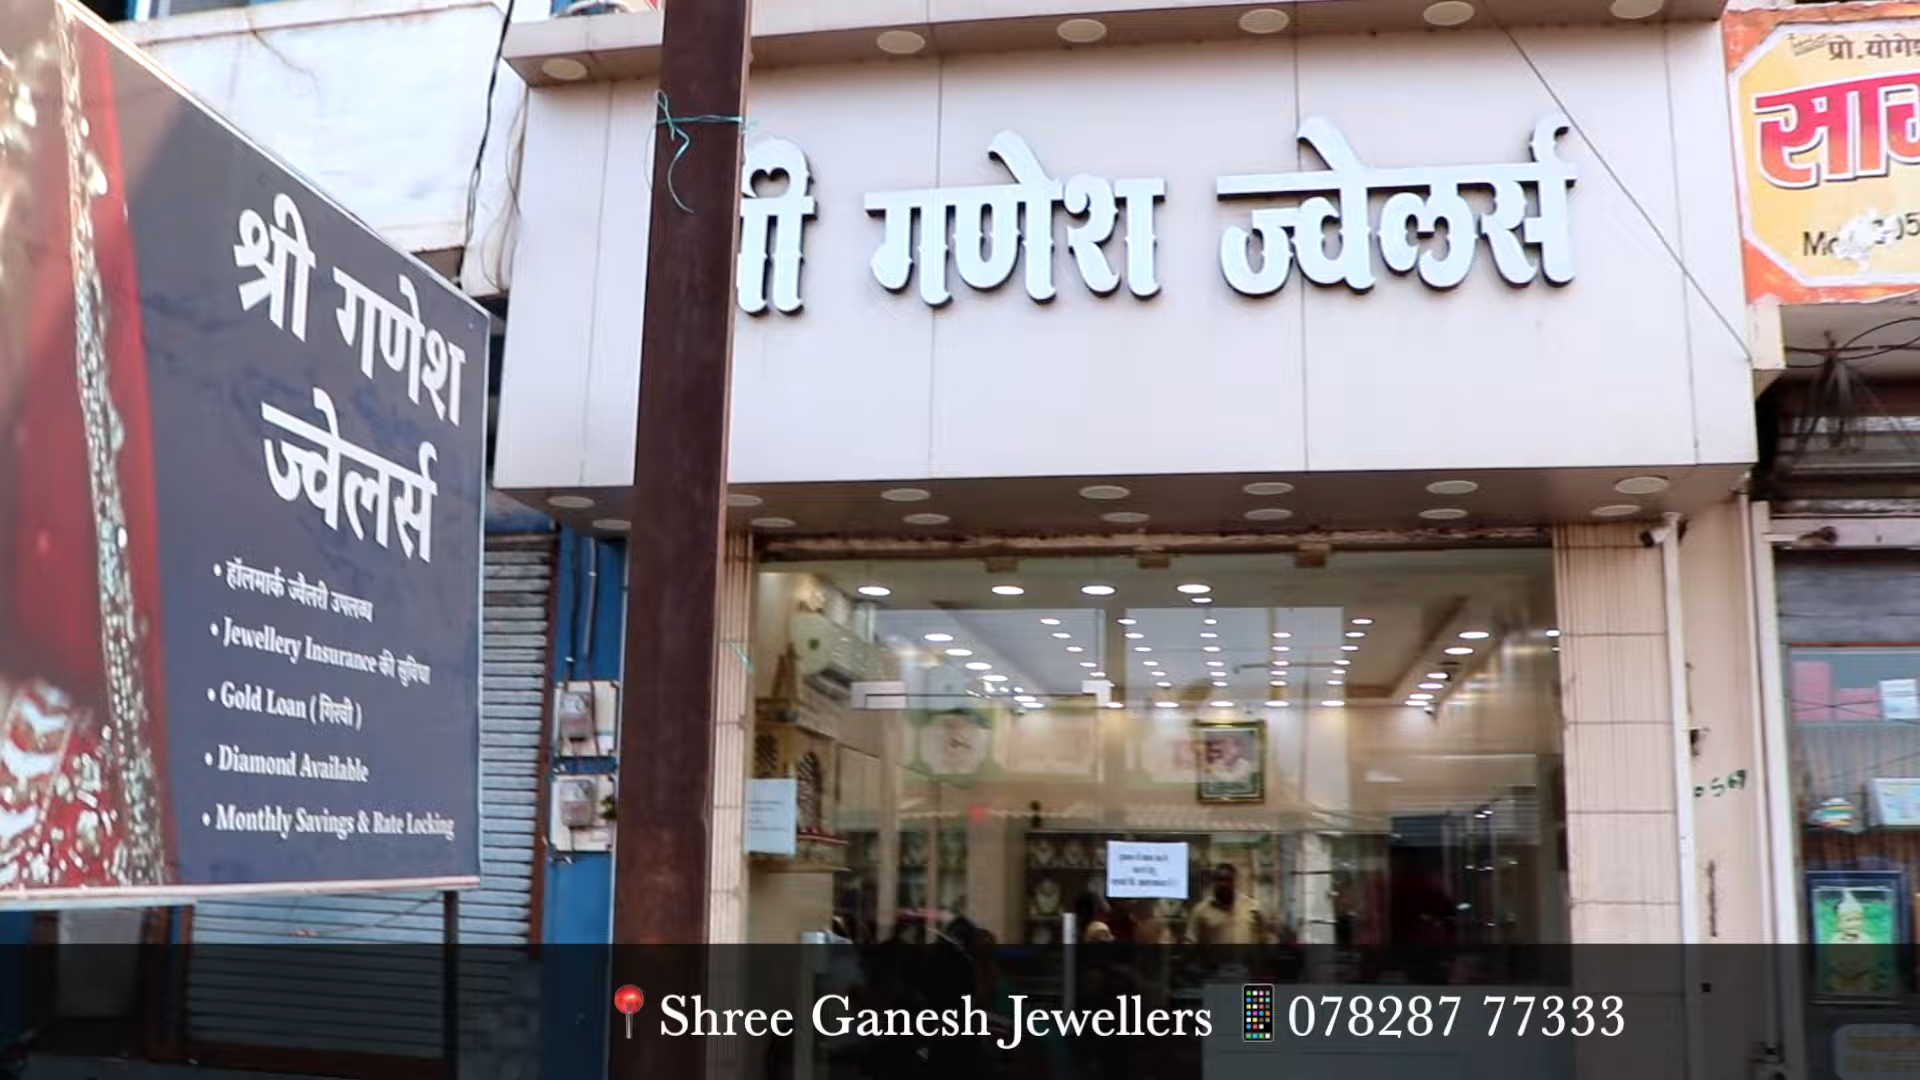 श्री गणेश
ज्वेलर्स
• हॉलमार्क ज्वैलरी उपलब्ध
• Jewellery Insurance की सुविधा
• Gold Loan ( गिरवी )
• Diamond Available
• Monthly Savings & Rate Locking
गणेश ज्वेलर्स
प्रो.
📍 Shree Ganesh Jewellers 📱 078287 77333